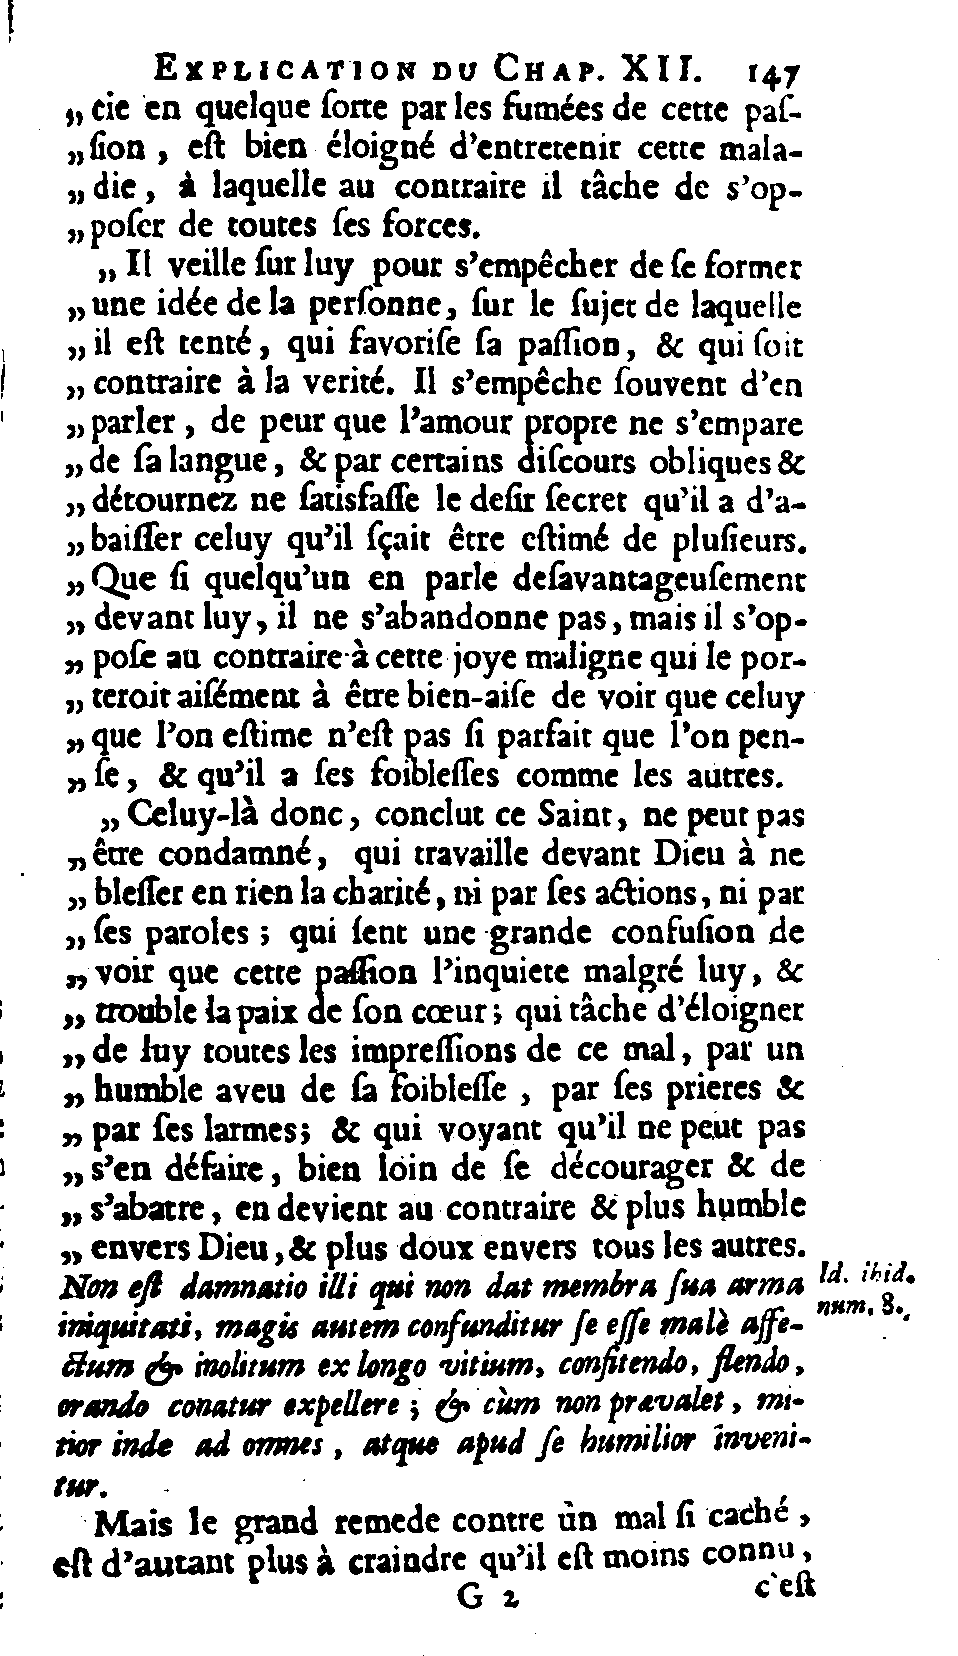 EXPLICATION DU CHAP. XII. 147
„ cie en quelque ſorte par les fumées de cette paſ-
„ ſion, eſt bien éloigné d'entretenir cette mala-
„ die, à laquelle au contraire il tâche de s'op-
„ poſer de toutes ſes forces.
„ Il veille ſur luy pour s'empêcher de ſe former
„ une idée de la perſonne, ſur le ſujet de laquelle
„ il eſt tenté, qui favoriſe ſa paſſion, & qui ſoit
„ contraire à la verité. Il s'empêche ſouvent d'en
„ parler, de peur que l'amour propre ne s'empare
„ de ſa langue, & par certains diſcours obliques &
„ détournez ne ſatisfaſſe le deſir ſecret qu'il a d'a-
„ baiſſer celuy qu'il ſçait être eſtimé de pluſieurs.
„ Que ſi quelqu'un en parle deſavantageuſement
„ devant luy, il ne s'abandonne pas, mais il s'op-
„ poſe au contraire à cette joye maligne qui le por-
„ teroit aiſément à être bien-aiſe de voir que celuy
„ que l'on eſtime n'eſt pas ſi parfait que l'on pen-
„ ſe, & qu'il a ſes foibleſſes comme les autres.
„ Celuy-là donc, conclut ce Saint, ne peut pas
„ être condamné, qui travaille devant Dieu à ne
„ bleſſer en rien la charité, ni par ſes actions, ni par
„ ſes paroles; qui ſent une grande confuſion de
„ voir que cette paſſion l'inquiete malgré luy, &
„ trouble la paix de ſon cœur; qui tâche d'éloigner
„ de luy toutes les impreſſions de ce mal, par un
„ humble aveu de ſa foibleſſe, par ſes prieres &
„ par ſes larmes; & qui voyant qu'il ne peut pas
„ s'en défaire, bien loin de ſe décourager & de
„ s'abatre, en devient au contraire & plus humble
„ envers Dieu, & plus doux envers tous les autres.
Non eſt damnatio illi qui non dat membra ſua arma
iniquitati, magis autem confunditur ſe eſſe malè affe-
ctum & inolitum ex longo vitium, confitendo, flendo,
orando conatur expellere; & cùm non prævalet, mi-
tior inde ad omnes, atque apud ſe humilior inveni-
tur.
Id. ibid.
num. 8.
Mais le grand remede contre un mal ſi caché,
eſt d'autant plus à craindre qu'il eſt moins connu,
G 2 c'eſt